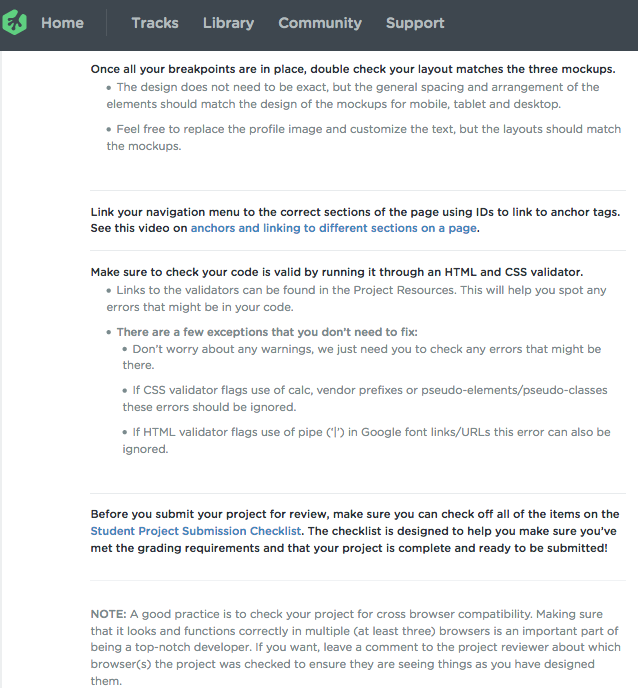 Home Tracks Library Community Support
Once all your breakpoints are in place, double check your layout matches the three mockups.
• The design does not need to be exact, but the general spacing and arrangement of the
elements should match the design of the mockups for mobile, tablet and desktop.
• Feel free to replace the profile image and customize the text, but the layouts should match
the mockups.
Link your navigation menu to the correct sections of the page using IDs to link to anchor tags.
See this video on anchors and linking to different sections on a page.
Make sure to check your code is valid by running it through an HTML and CSS validator.
• Links to the validators can be found in the Project Resources. This will help you spot any
errors that might be in your code.
• There are a few exceptions that you don't need to fix:
• Don't worry about any warnings, we just need you to check any errors that might be
there.
• If CSS validator flags use of calc, vendor prefixes or pseudo-elements/pseudo-classes
these errors should be ignored.
• If HTML validator flags use of pipe ('|') in Google font links/URLs this error can also be
ignored.
Before you submit your project for review, make sure you can check off all of the items on the
Student Project Submission Checklist. The checklist is designed to help you make sure you've
met the grading requirements and that your project is complete and ready to be submitted!
NOTE: A good practice is to check your project for cross browser compatibility. Making sure
that it looks and functions correctly in multiple (at least three) browsers is an important part of
being a top-notch developer. If you want, leave a comment to the project reviewer about which
browser(s) the project was checked to ensure they are seeing things as you have designed
them.